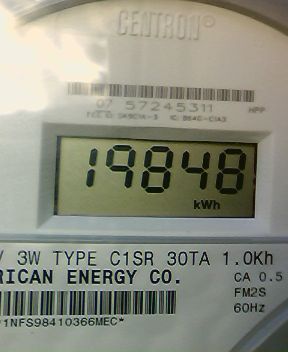 CENTRON®
07 57245311 HPP
19848
kWh
V 3W TYPE C1SR 30TA 1.0Kh
RICAN ENERGY CO. CA 0.5
FM2S
60Hz
*1NFS98410366MEC*